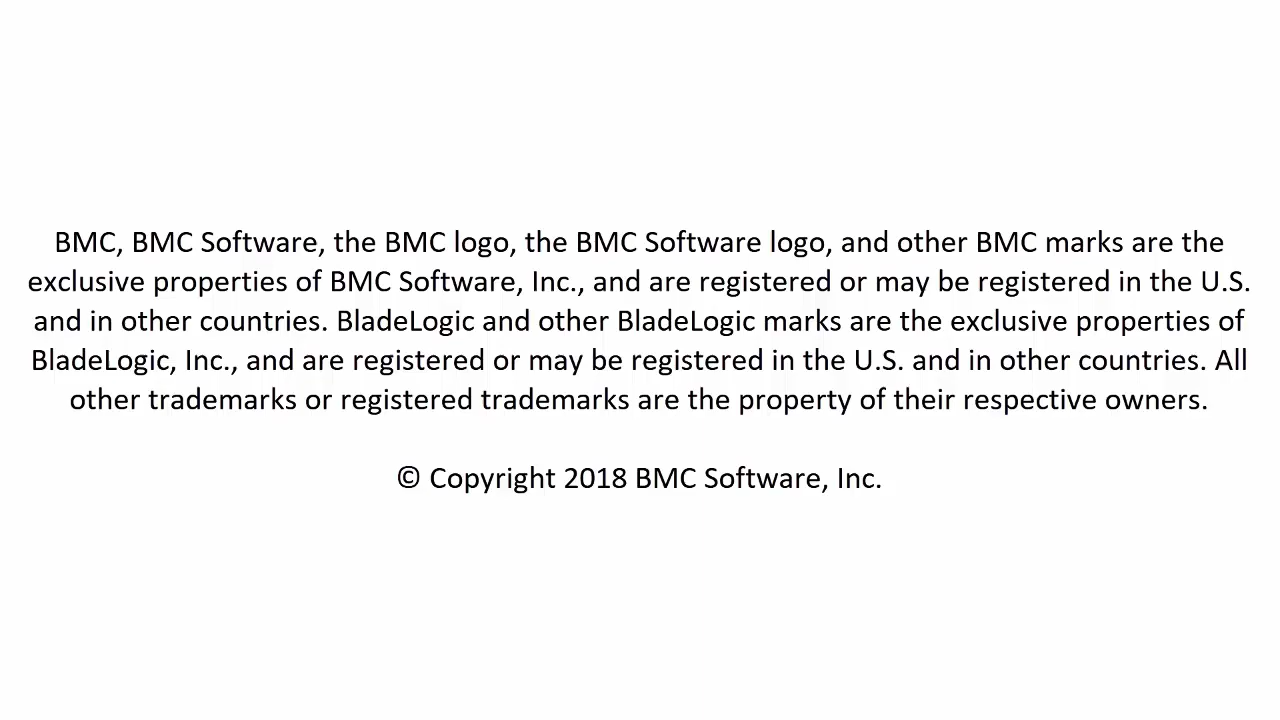 BMC, BMC Software, the BMC logo, the BMC Software logo, and other BMC marks are the
exclusive properties of BMC Software, Inc., and are registered or may be registered in the U.S.
and in other countries. BladeLogic and other BladeLogic marks are the exclusive properties of
BladeLogic, Inc., and are registered or may be registered in the U.S. and in other countries. All
other trademarks or registered trademarks are the property of their respective owners.
© Copyright 2018 BMC Software, Inc.